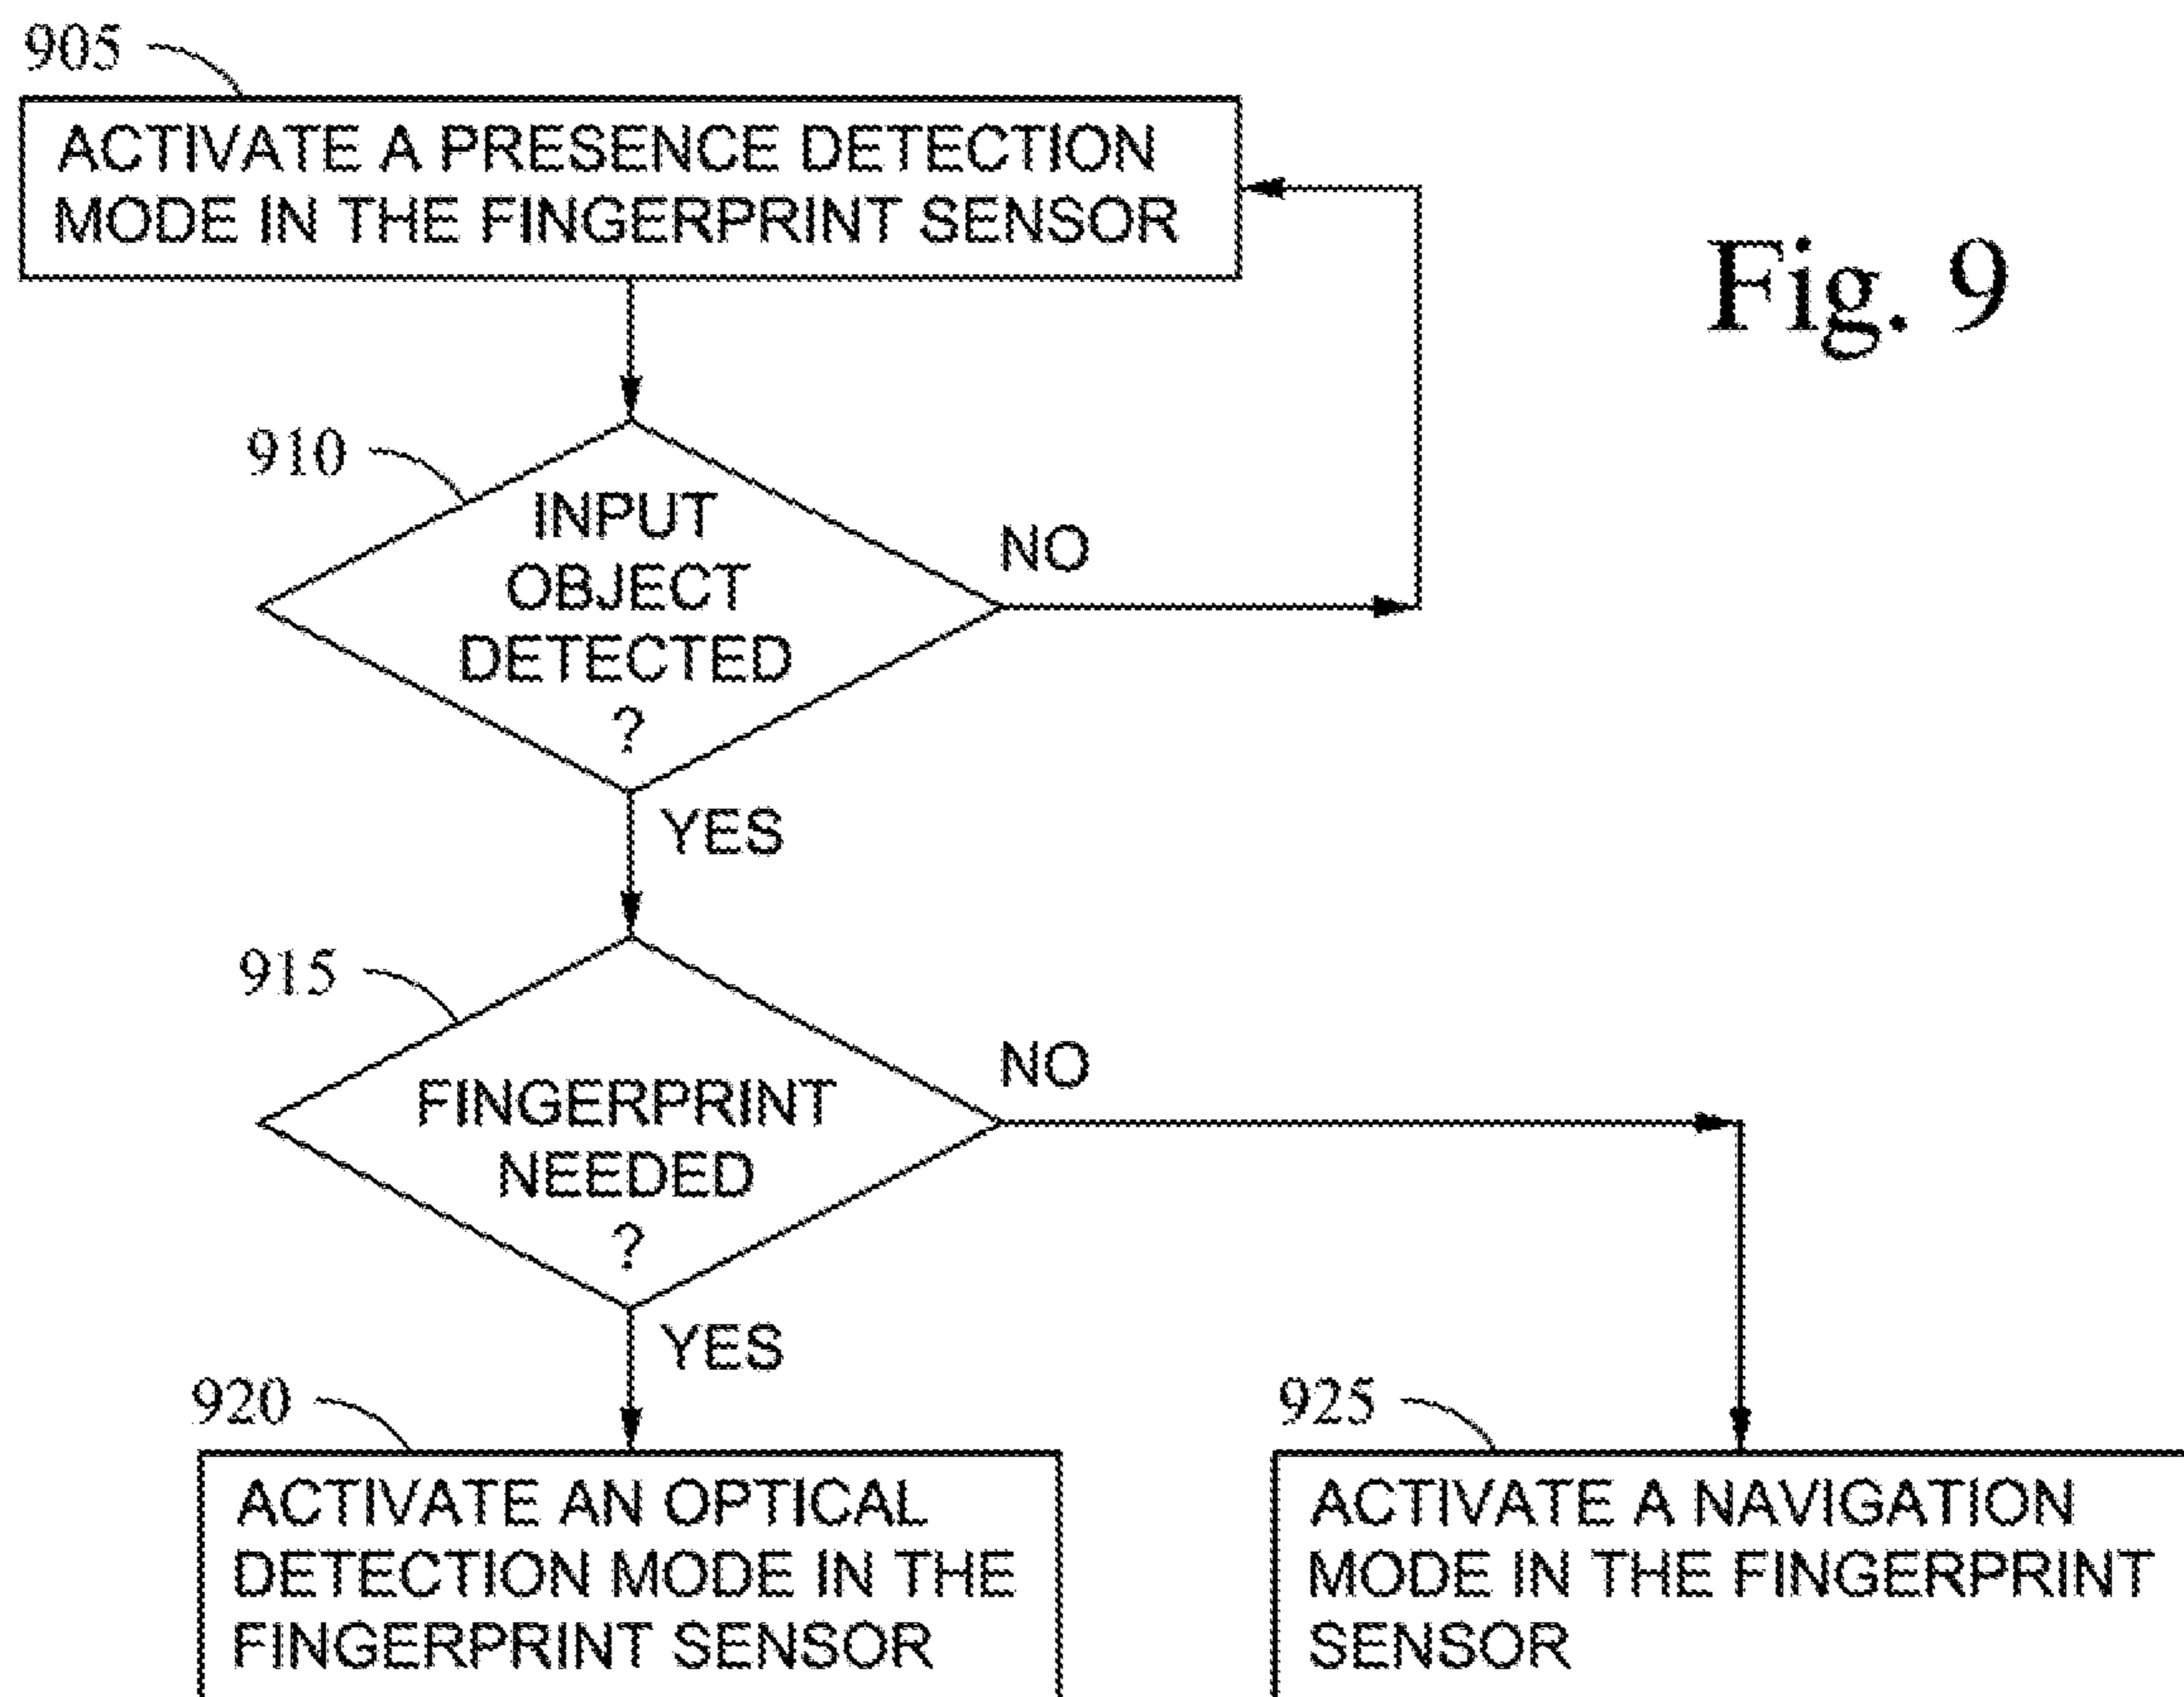 905
ACTIVATE A PRESENCE DETECTION
MODE IN THE FINGERPRINT SENSOR
Fig. 9
910
INPUT
OBJECT
DETECTED
?
NO
YES
915
FINGERPRINT
NEEDED
?
NO
YES
920
ACTIVATE AN OPTICAL
DETECTION MODE IN THE
FINGERPRINT SENSOR
925
ACTIVATE A NAVIGATION
MODE IN THE FINGERPRINT
SENSOR